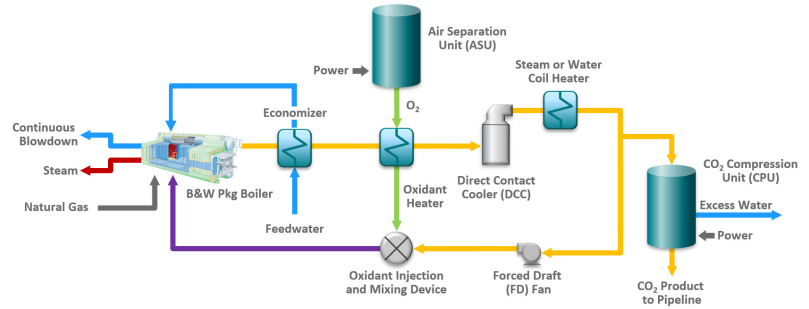 Air Separation
Unit (ASU)
Power
Steam or Water
Coil Heater
O₂
Economizer
Continuous
Blowdown
Steam
B&W Pkg Boiler
Natural Gas
Feedwater
Oxidant
Heater
Direct Contact
Cooler (DCC)
CO₂ Compression
Unit (CPU)
Excess Water
Power
Oxidant Injection
and Mixing Device
Forced Draft
(FD) Fan
CO₂ Product
to Pipeline